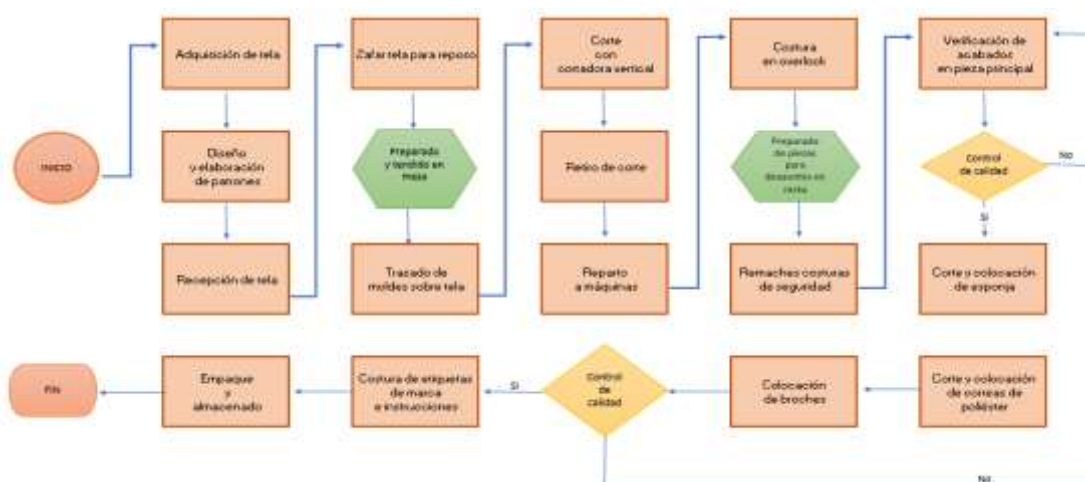 INICIO
Adquisición de tela
Diseño
y elaboración
de patrones
Recepción de tela
Zafar tela para reposo
Preparado
y tendido en
mesa
Trazado de
moldes sobre tela
Corte
con
cortadora vertical
Retiro de corte
Reparto
a máquinas
Costura
en overlock
Preparado
de piezas
para
Remaches costuras
de seguridad
Verificación de
acabados
en pieza principal
Control
de calidad
No
Si
Corte y colocación
de esponja
Corte y colocación
de correas de
poliéster
Colocación
de broches
Control
de
calidad
No
Si
Costura de etiquetas
de marca
e instrucciones
Empaque
y
almacenado
FIN